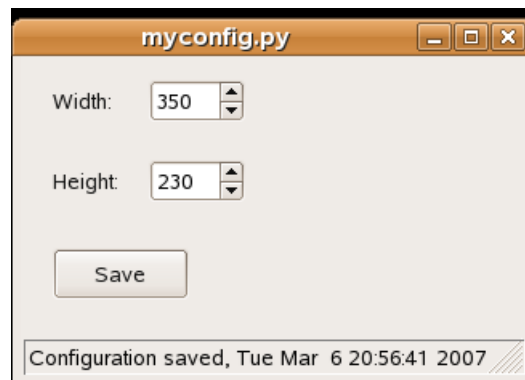 myconfig.py
Width: 350
Height: 230
Save
Configuration saved, Tue Mar  6 20:56:41 2007